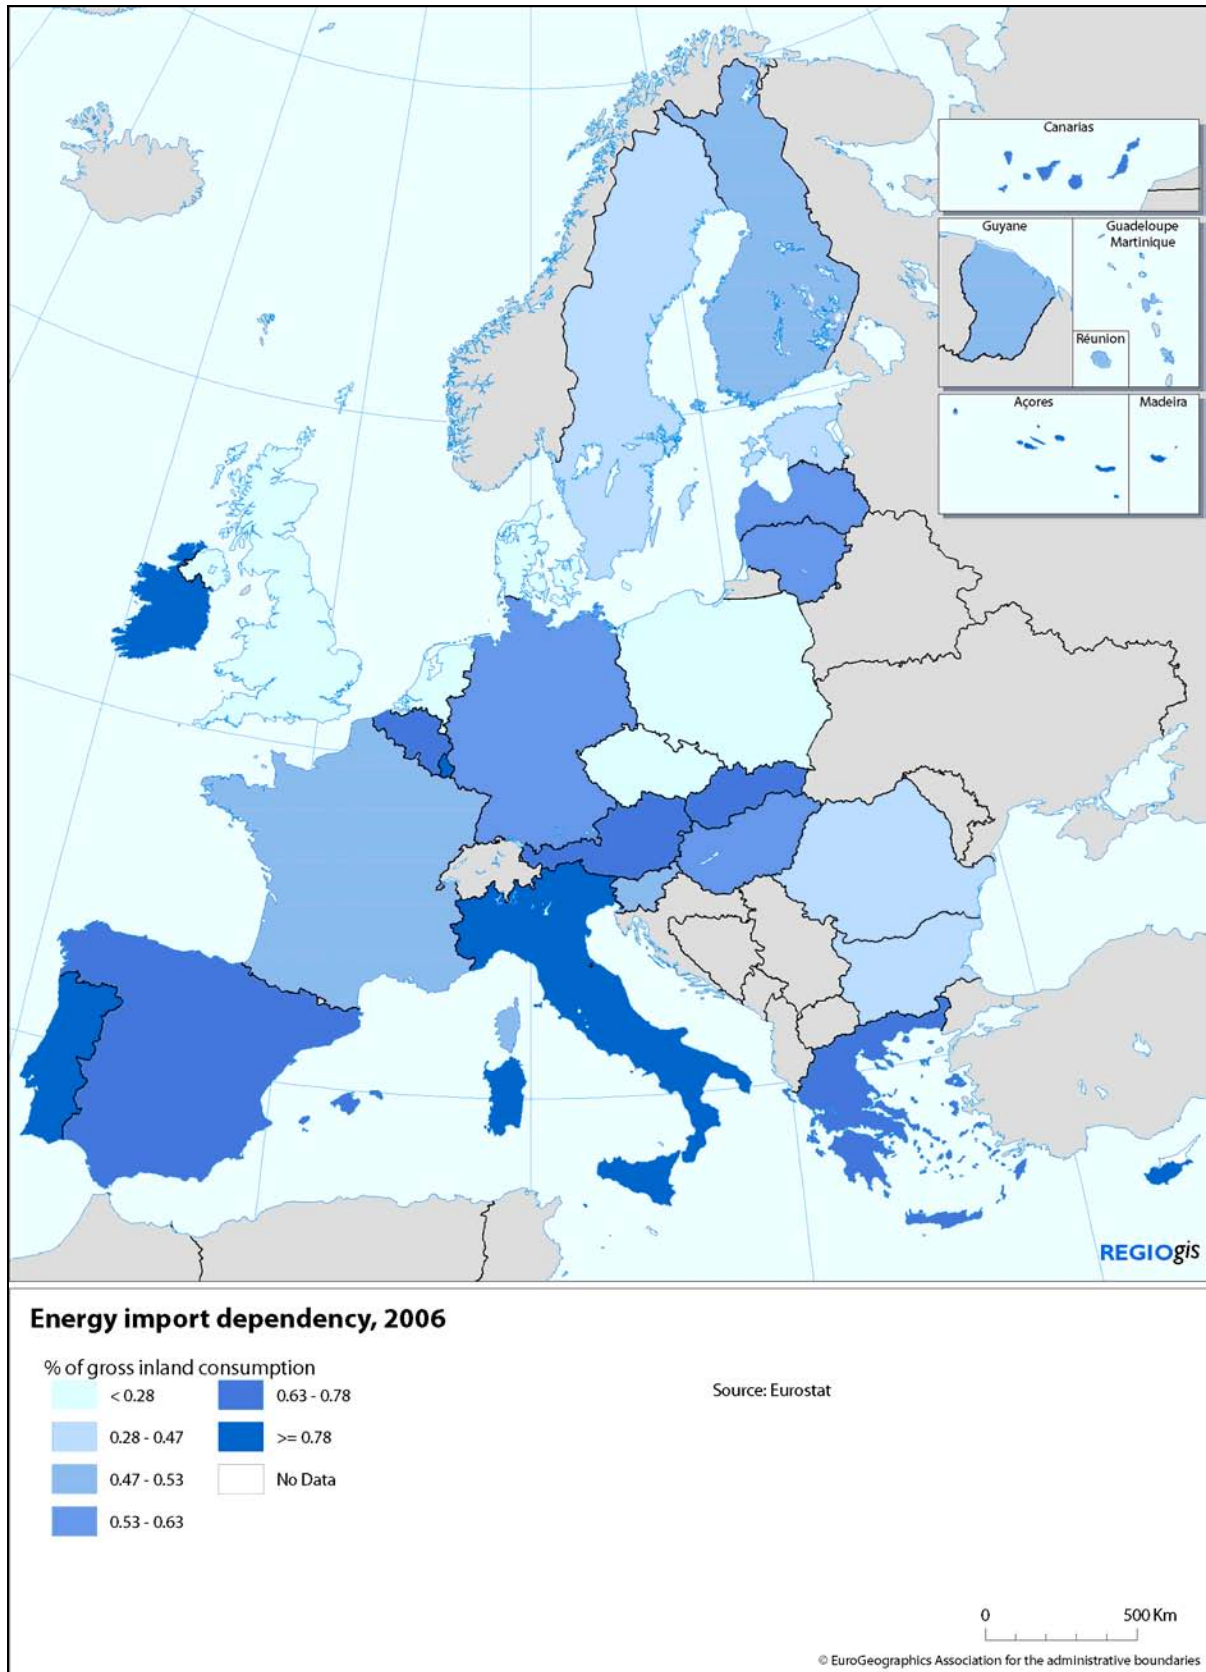 Canarias
Guyane
Guadeloupe
Martinique
Réunion
Açores
Madeira
REGIOgis
Energy import dependency, 2006
% of gross inland consumption
< 0.28
0.63 - 0.78
Source: Eurostat
0.28 - 0.47
>= 0.78
0.47 - 0.53
No Data
0.53 - 0.63
0
500 Km
© EuroGeographics Association for the administrative boundaries